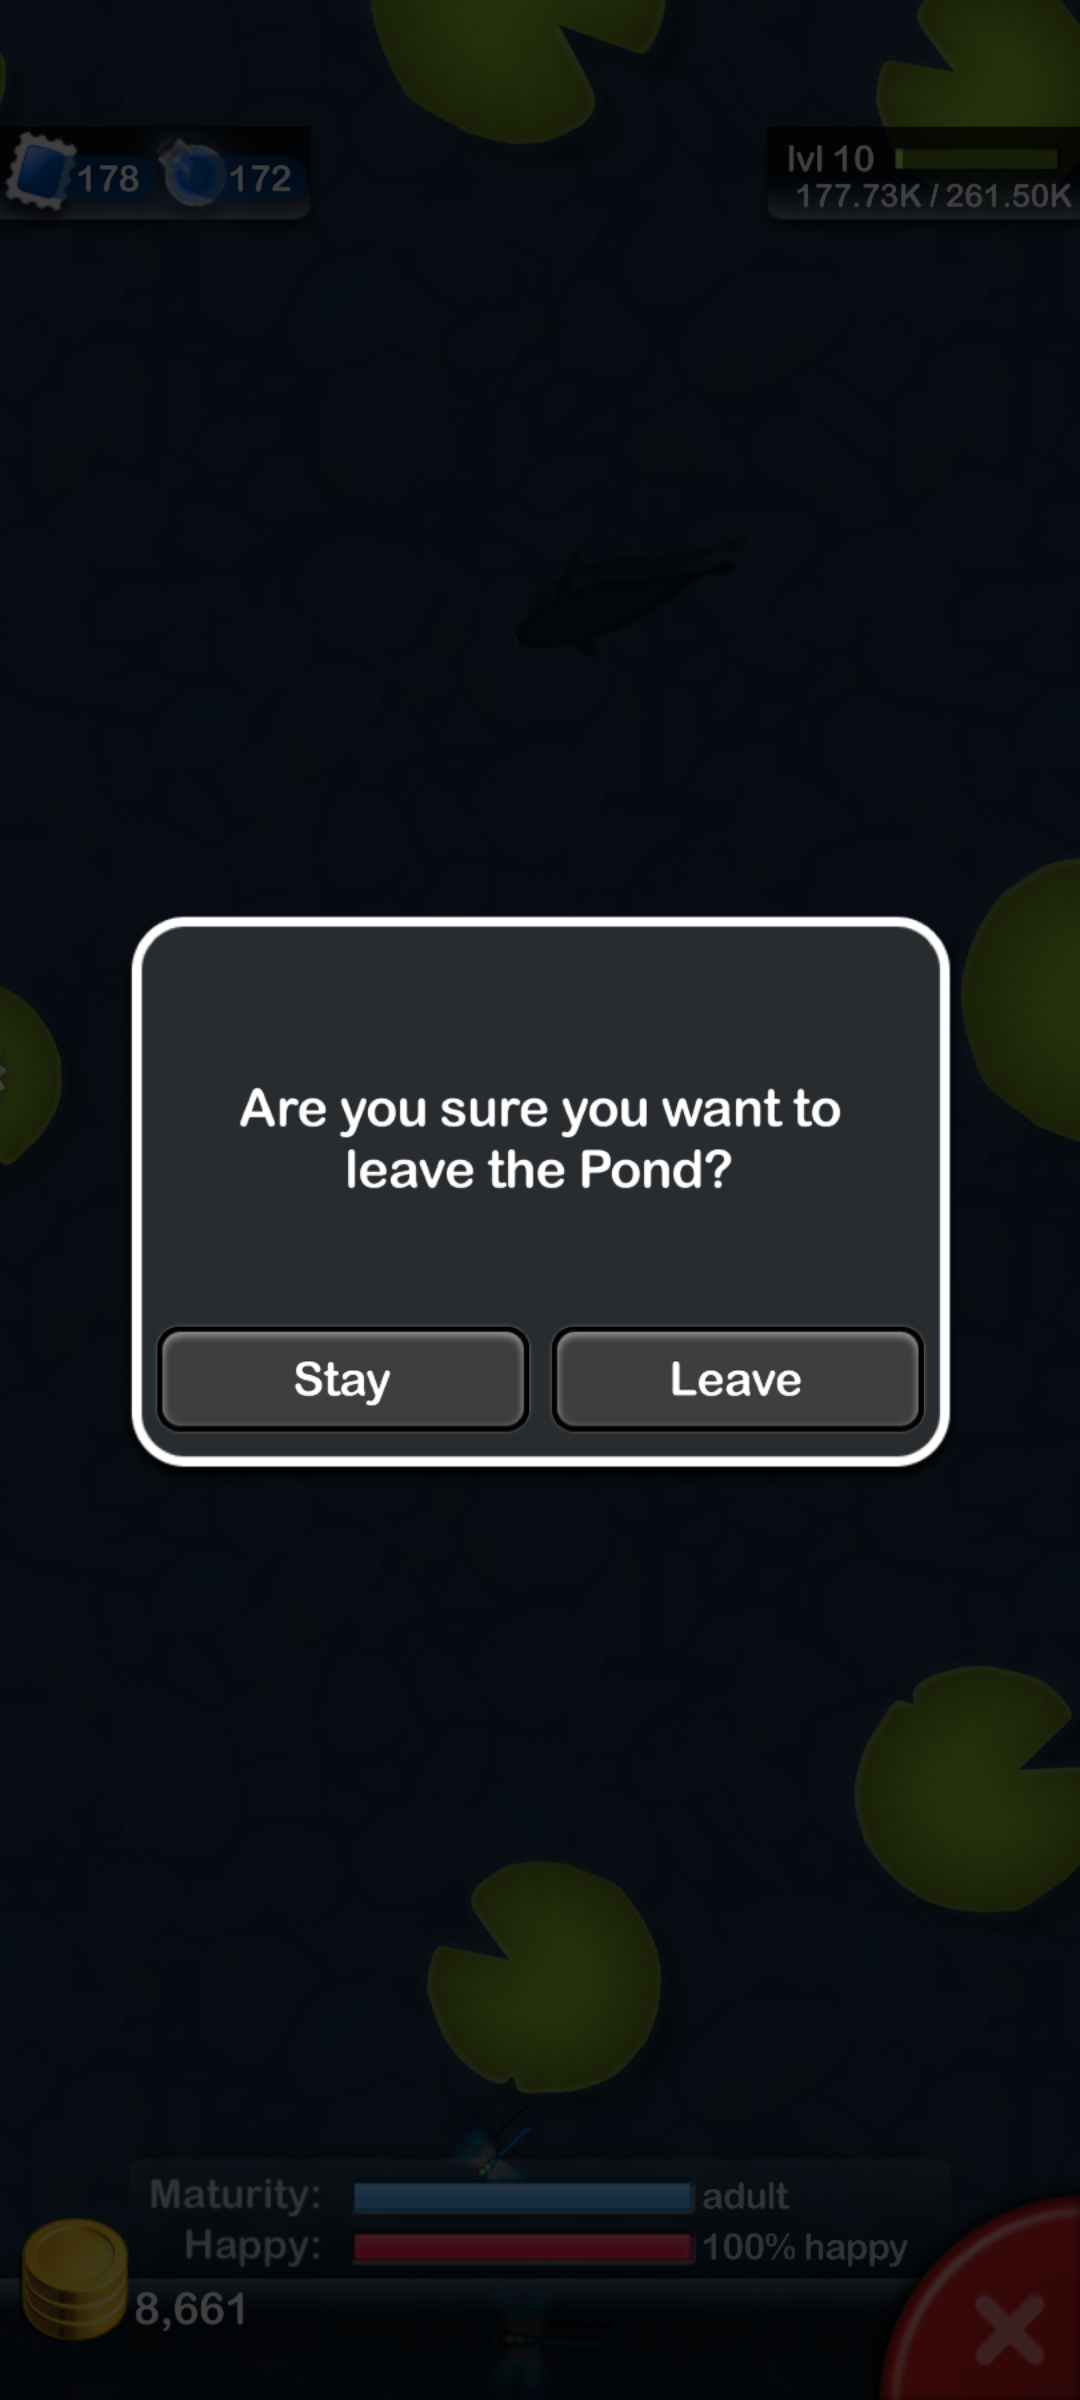 178 172
lvl 10
177.73K / 261.50K
Are you sure you want to
leave the Pond?
Stay Leave
Maturity: adult
Happy: 100% happy
8,661